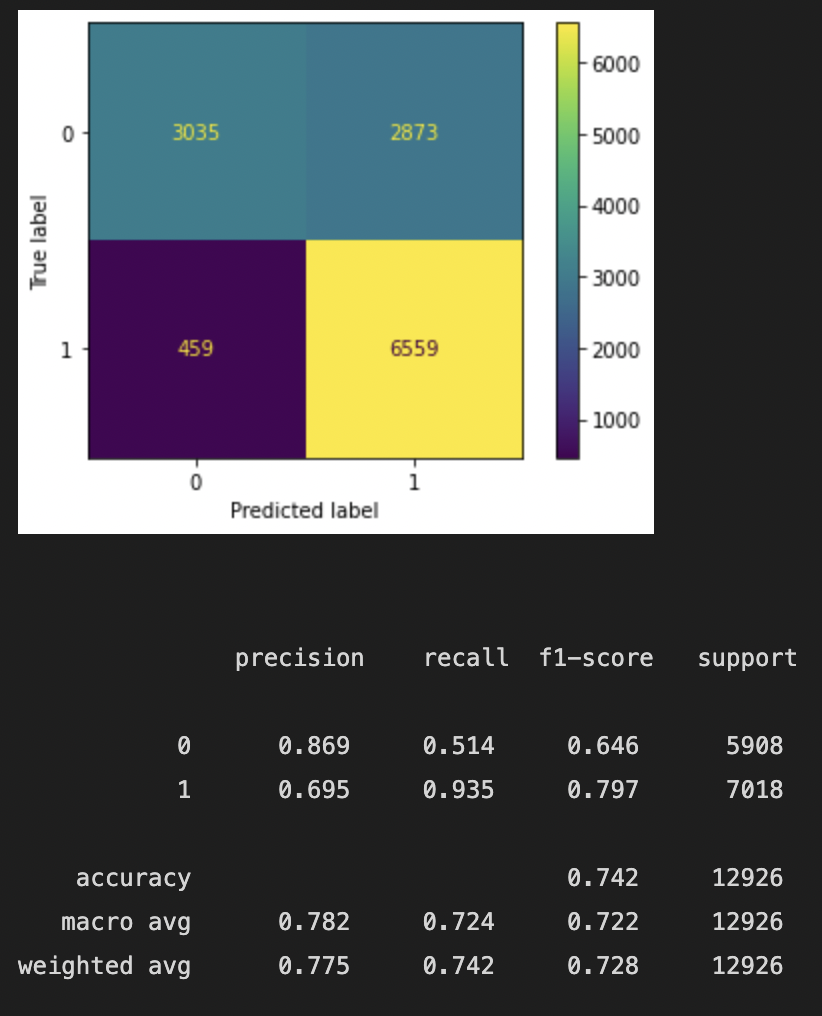 6000
0
3035
2873
5000
4000
True label
3000
1
459
6559
2000
1000
0
1
Predicted label
precision recall f1-score support
0 0.869 0.514 0.646 5908
1 0.695 0.935 0.797 7018
accuracy 0.742 12926
macro avg 0.782 0.724 0.722 12926
weighted avg 0.775 0.742 0.728 12926